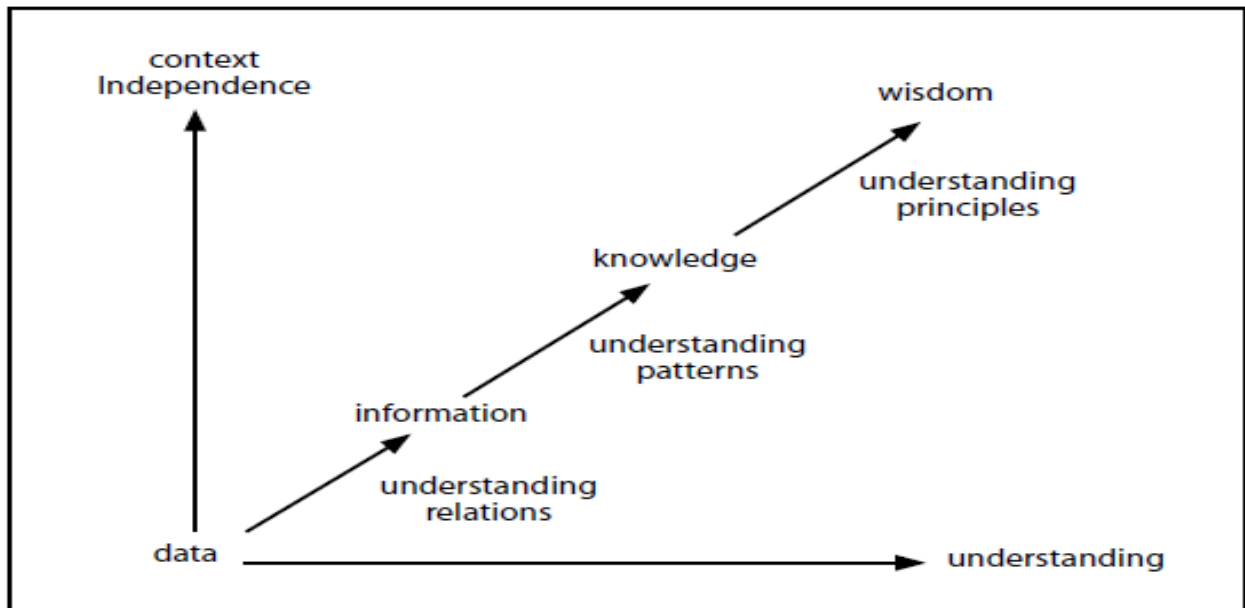 context
Independence
wisdom
understanding
principles
knowledge
understanding
patterns
information
understanding
relations
data
understanding